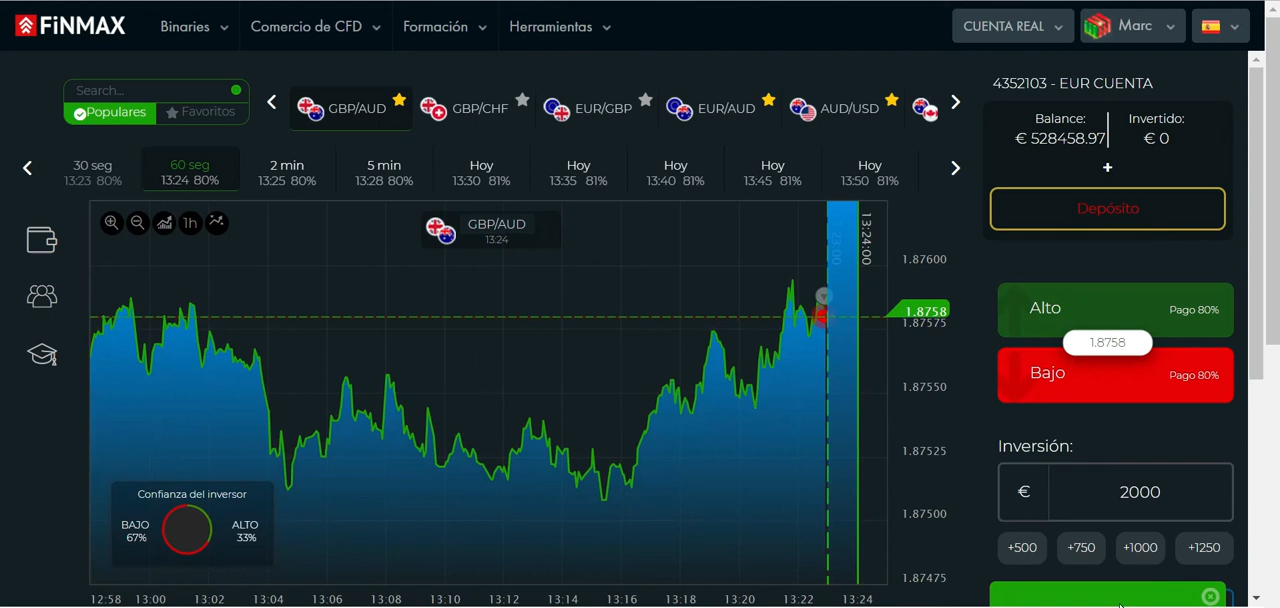 FiNMAX
Binaries
Comercio de CFD
Formación
Herramientas
CUENTA REAL
Marc
Search...
Populares
Favoritos
GBP/AUD
GBP/CHF
EUR/GBP
EUR/AUD
AUD/USD
4352103 - EUR CUENTA
Balance:
€ 528458.97
Invertido:
€ 0
+
Depósito
30 seg
13:23 80%
60 seg
13:24 80%
2 min
13:25 80%
5 min
13:28 80%
Hoy
13:30 81%
Hoy
13:35 81%
Hoy
13:40 81%
Hoy
13:45 81%
Hoy
13:50 81%
1h
GBP/AUD
13:24
13:23:00
13:24:00
1.87600
1.8758
1.87575
1.87550
1.87525
1.87500
1.87475
Confianza del inversor
BAJO
67%
ALTO
33%
12:58 13:00 13:02 13:04 13:06 13:08 13:10 13:12 13:14 13:16 13:18 13:20 13:22 13:24
Alto
Pago 80%
1.8758
Bajo
Pago 80%
Inversión:
€ 2000
+500 +750 +1000 +1250